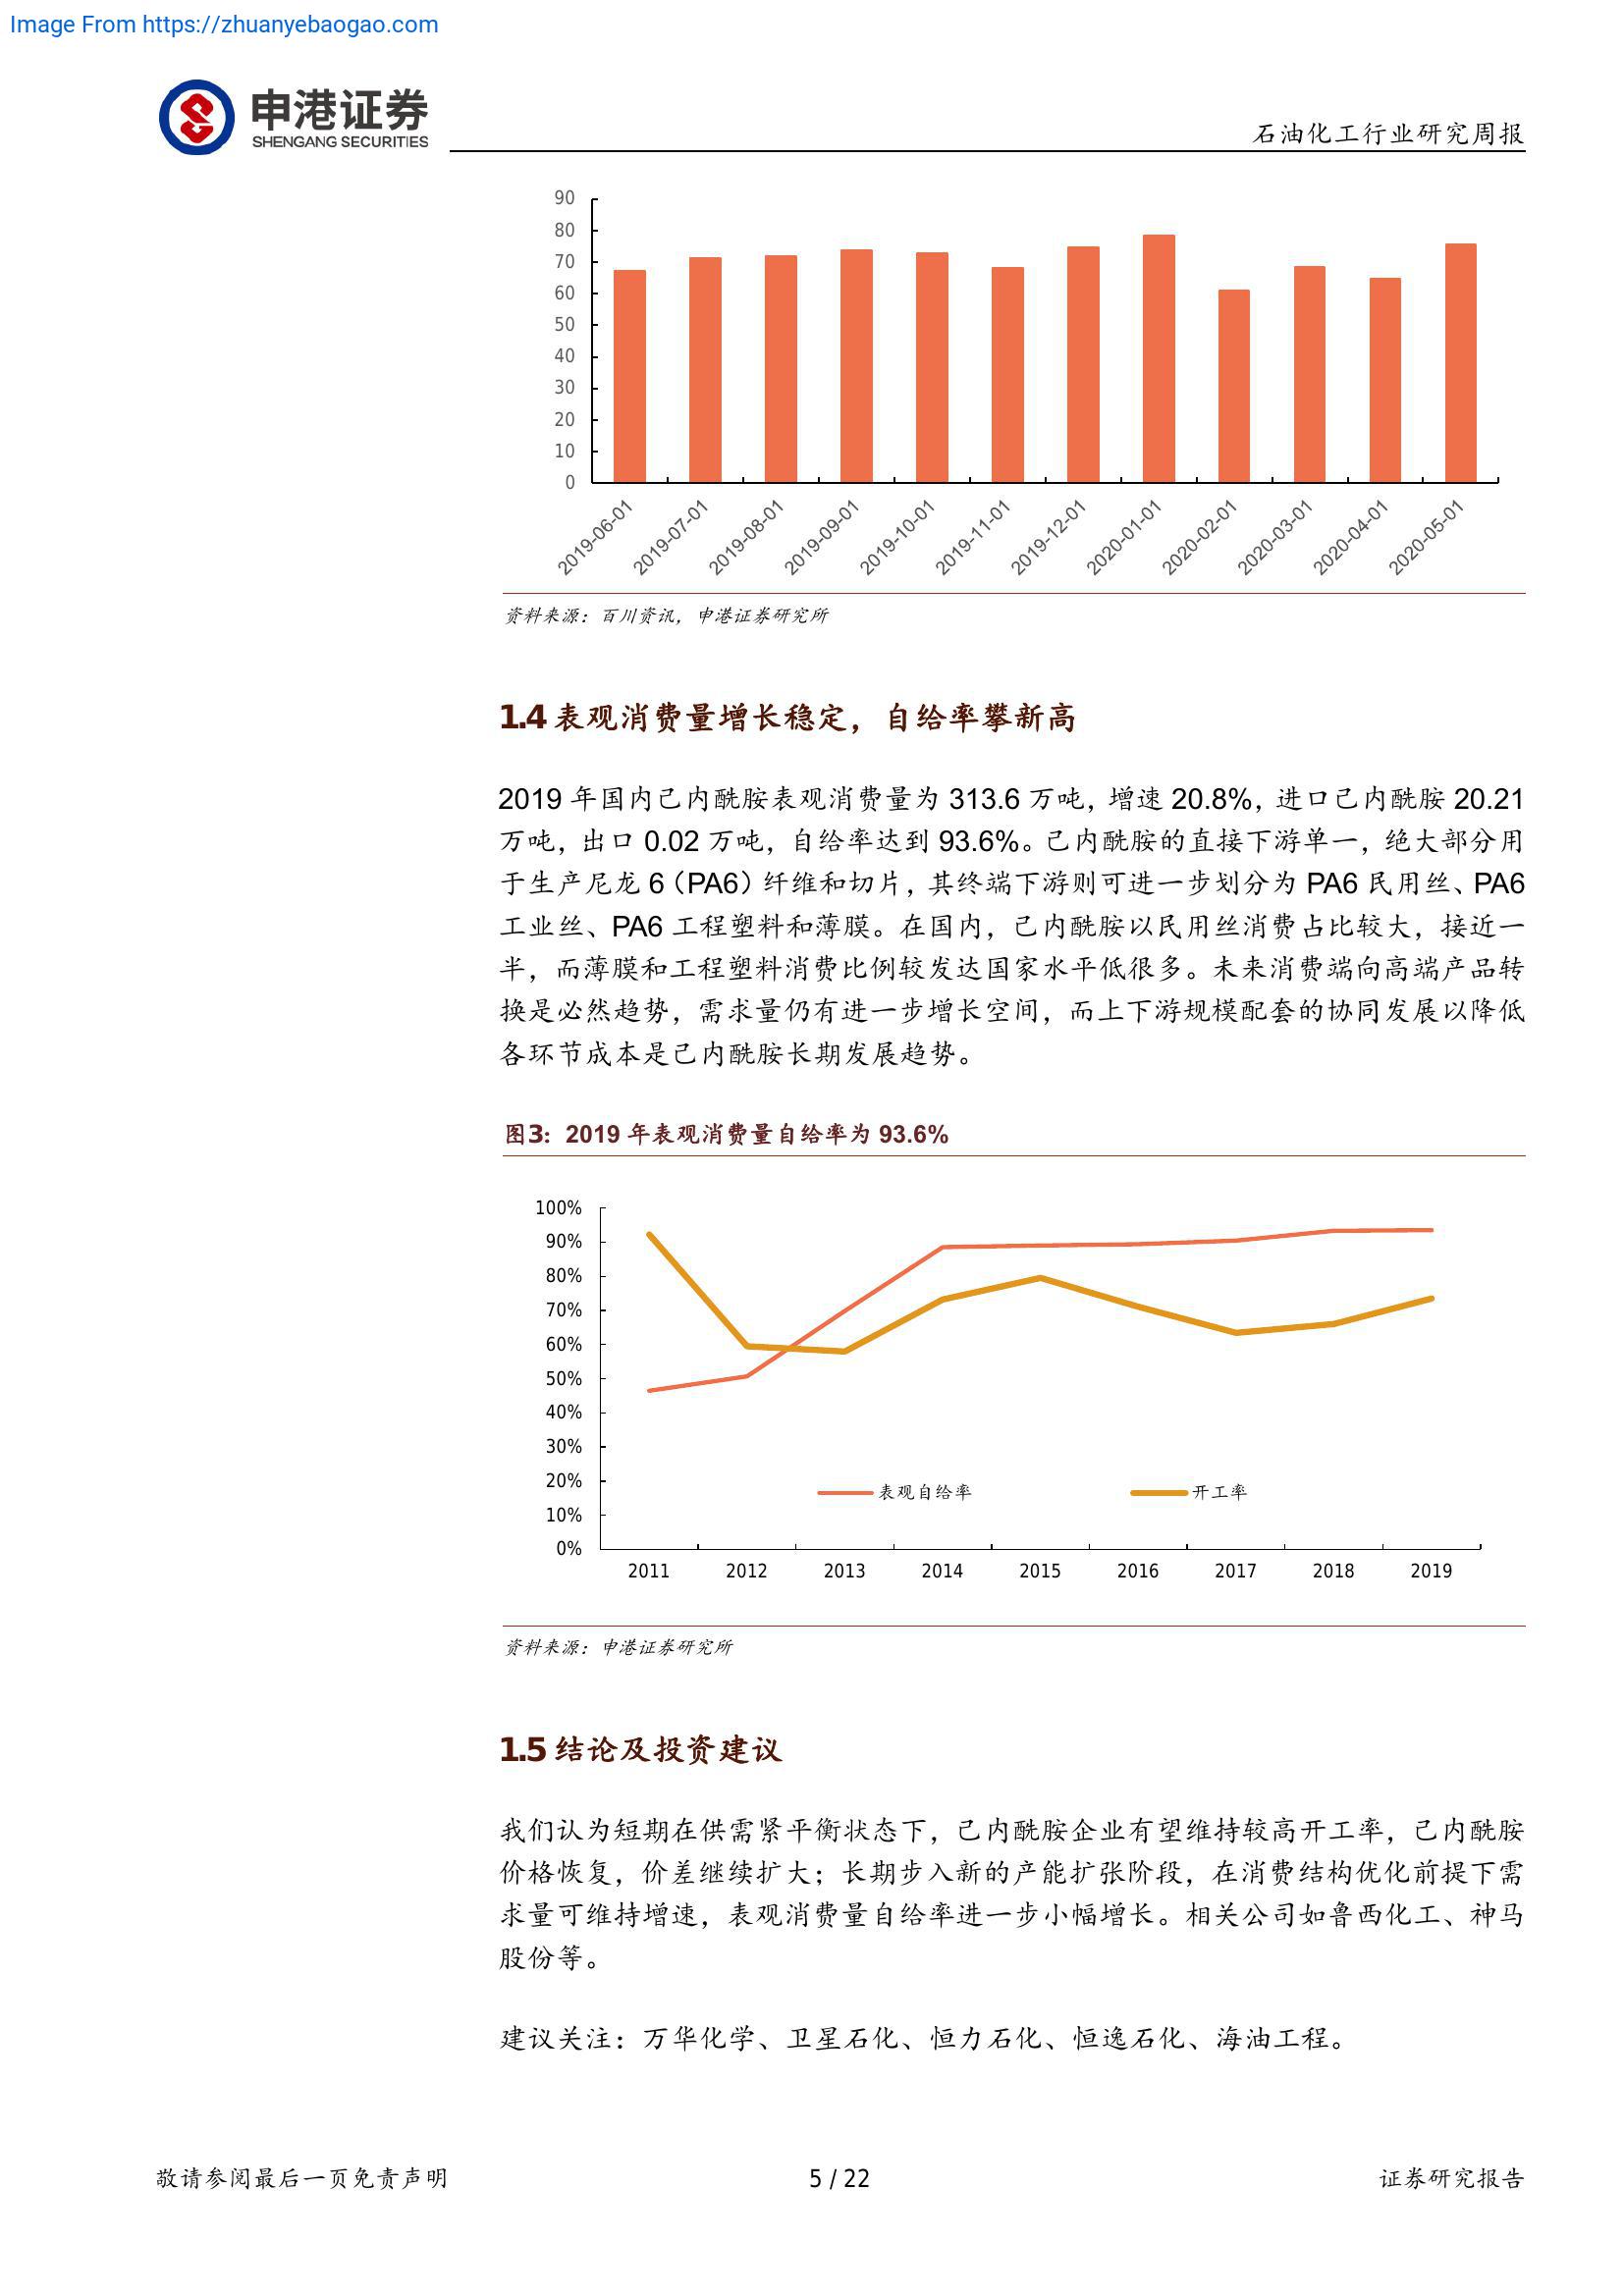 Image From https://zhuanyebaogao.com
申港证券
SHENGANG SECURITIES
石油化工行业研究周报
90
80
70
60
50
40
30
20
10
0
2019-06-01
2019-07-01
2019-08-01
2019-09-01
2019-10-01
2019-11-01
2019-12-01
2020-01-01
2020-02-01
2020-03-01
2020-04-01
2020-05-01
资料来源：百川资讯，申港证券研究所
1.4 表观消费量增长稳定，自给率攀新高
2019 年国内己内酰胺表观消费量为 313.6 万吨，增速 20.8%，进口己内酰胺 20.21
万吨，出口 0.02 万吨，自给率达到 93.6%。己内酰胺的直接下游单一，绝大部分用
于生产尼龙 6（PA6）纤维和切片，其终端下游则可进一步划分为 PA6 民用丝、PA6
工业丝、PA6 工程塑料和薄膜。在国内，己内酰胺以民用丝消费占比较大，接近一
半，而薄膜和工程塑料消费比例较发达国家水平低很多。未来消费端向高端产品转
换是必然趋势，需求量仍有进一步增长空间，而上下游规模配套的协同发展以降低
各环节成本是己内酰胺长期发展趋势。
图3：2019 年表观消费量自给率为 93.6%
100%
90%
80%
70%
60%
50%
40%
30%
20%
10%
0%
表观自给率
开工率
2011
2012
2013
2014
2015
2016
2017
2018
2019
资料来源：申港证券研究所
1.5 结论及投资建议
我们认为短期在供需紧平衡状态下，己内酰胺企业有望维持较高开工率，己内酰胺
价格恢复，价差继续扩大；长期步入新的产能扩张阶段，在消费结构优化前提下需
求量可维持增速，表观消费量自给率进一步小幅增长。相关公司如鲁西化工、神马
股份等。
建议关注：万华化学、卫星石化、恒力石化、恒逸石化、海油工程。
敬请参阅最后一页免责声明
5 / 22
证券研究报告